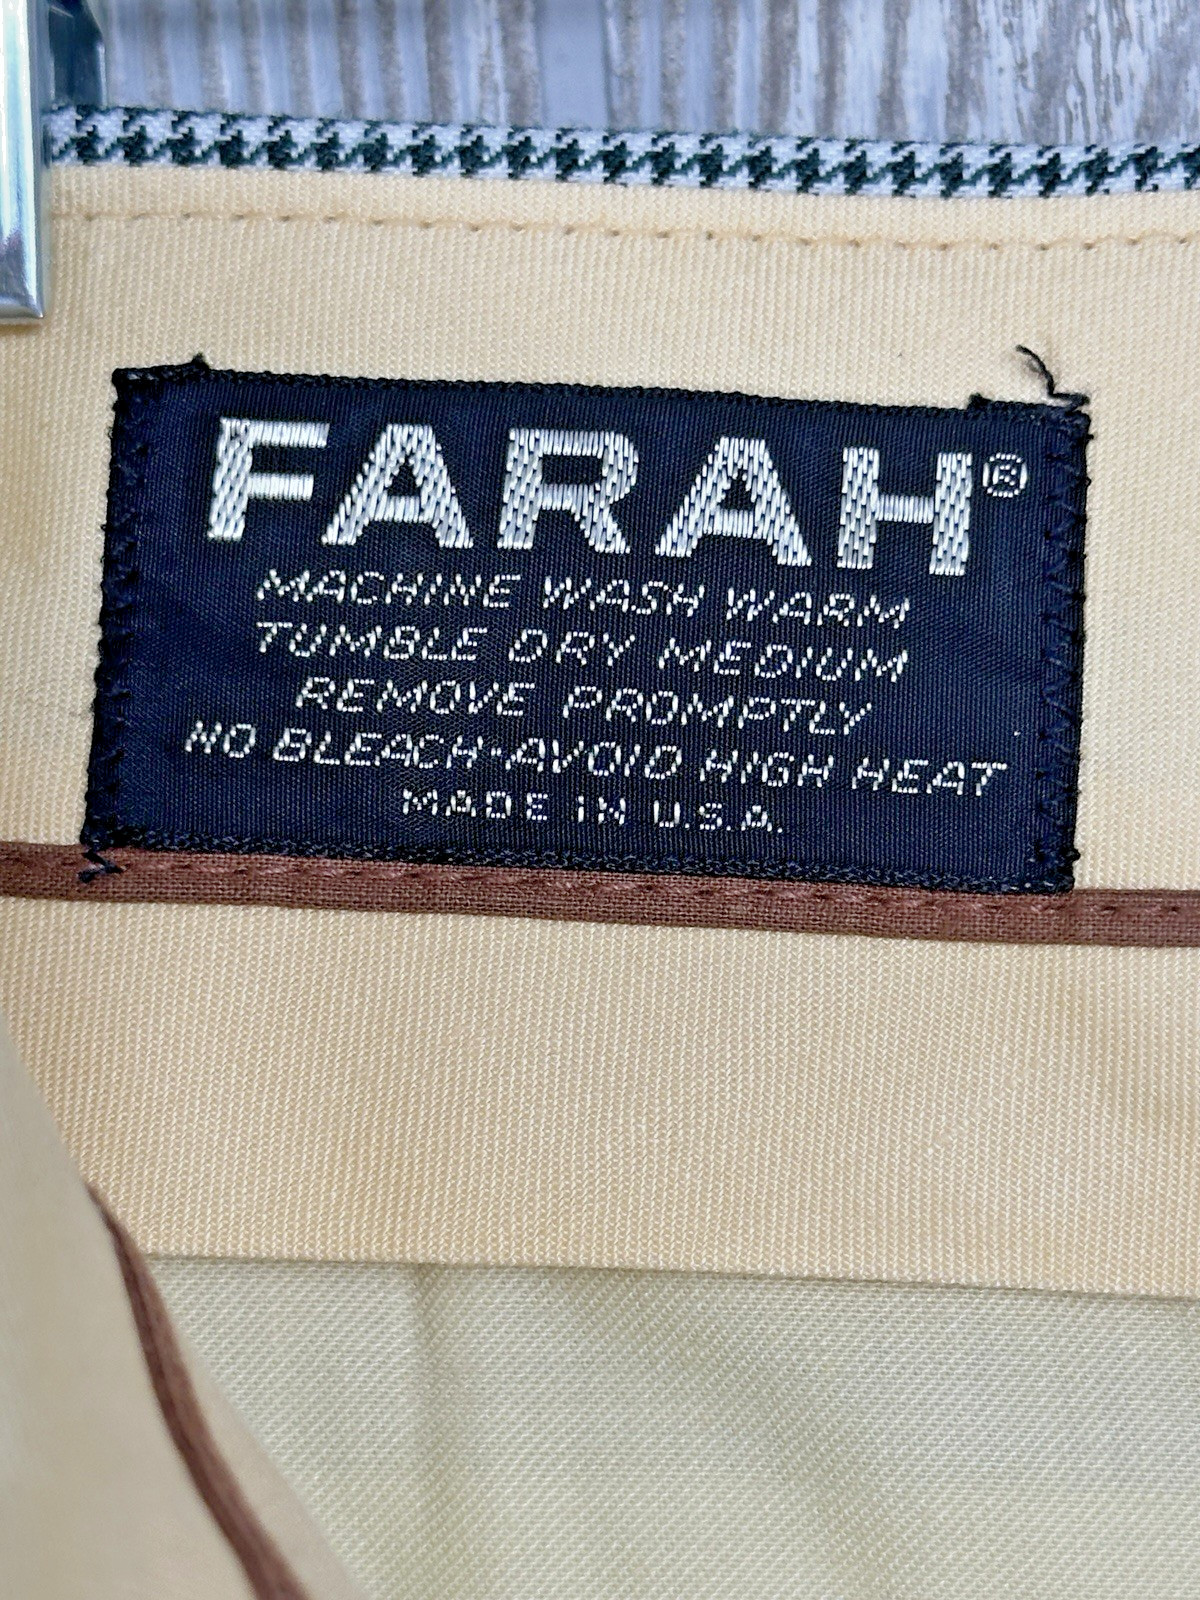 FARAH®
MACHINE WASH WARM
TUMBLE DRY MEDIUM
REMOVE PROMPTLY
NO BLEACH·AVOID HIGH HEAT
MADE IN U.S.A.